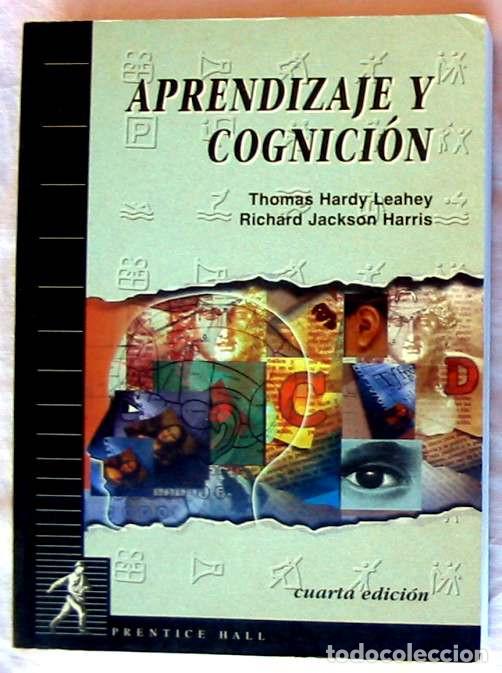 APRENDIZAJE Y
COGNICIÓN
Thomas Hardy Leahey
Richard Jackson Harris
P
C
D
cuarta edición
PRENTICE HALL
todocoleccion